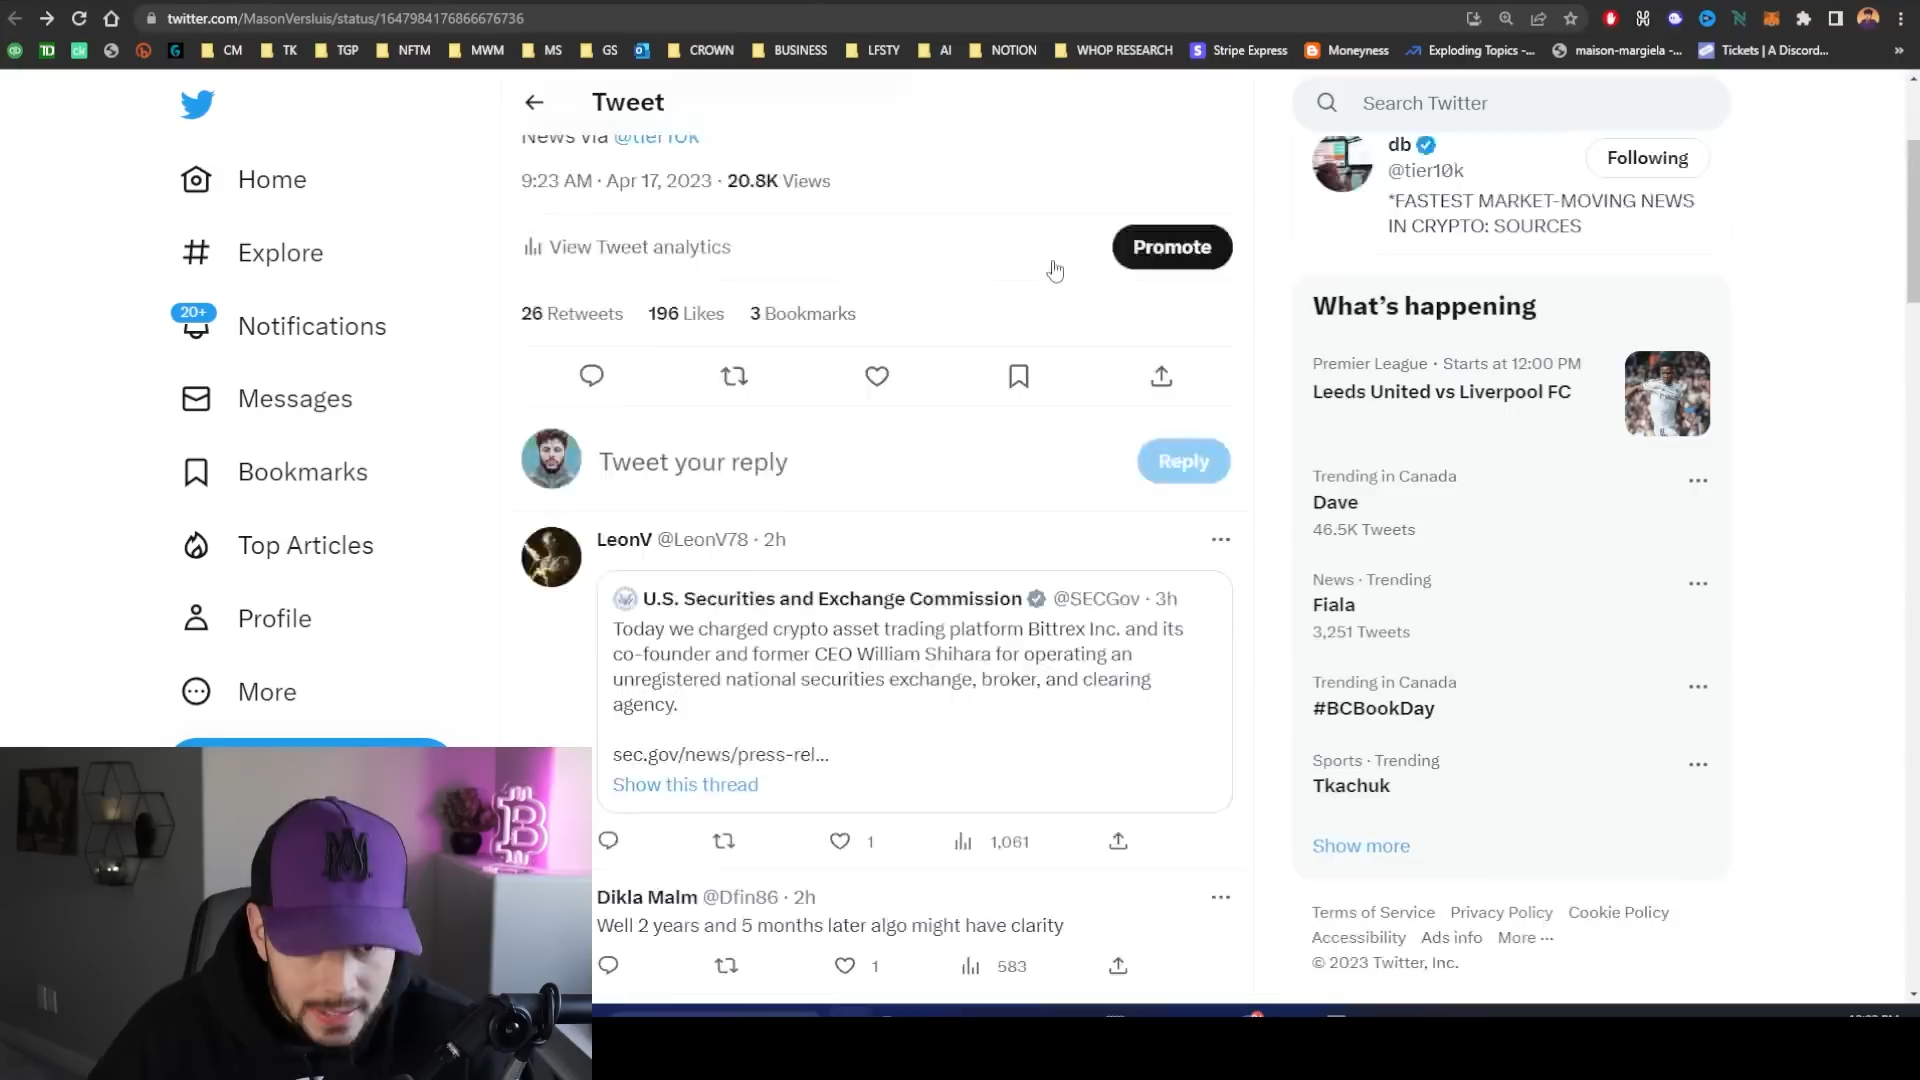 twitter.com/MasonVersluis/status/1647984176866676736
TD
ck
CM
TK
TGP
NFTM
MWM
MS
GS
CROWN
BUSINESS
LFSTY
AI
NOTION
WHOP RESEARCH
Stripe Express
Moneyness
Exploding Topics -...
maison-margiela -...
Tickets | A Discord...
»
Home
Explore
20+
Notifications
Messages
Bookmarks
Top Articles
Profile
More
Tweet
News via @tier10k
9:23 AM · Apr 17, 2023 · 20.8K Views
View Tweet analytics
Promote
26 Retweets 196 Likes 3 Bookmarks
Tweet your reply
Reply
LeonV @LeonV78 · 2h
U.S. Securities and Exchange Commission @SECGov · 3h
Today we charged crypto asset trading platform Bittrex Inc. and its
co-founder and former CEO William Shihara for operating an
unregistered national securities exchange, broker, and clearing
agency.
sec.gov/news/press-rel...
Show this thread
1
1,061
Dikla Malm @Dfin86 · 2h
Well 2 years and 5 months later algo might have clarity
1
583
Search Twitter
db
@tier10k
Following
*FASTEST MARKET-MOVING NEWS
IN CRYPTO: SOURCES
What's happening
Premier League · Starts at 12:00 PM
Leeds United vs Liverpool FC
Trending in Canada
Dave
46.5K Tweets
News · Trending
Fiala
3,251 Tweets
Trending in Canada
#BCBookDay
Sports · Trending
Tkachuk
Show more
Terms of Service Privacy Policy Cookie Policy
Accessibility Ads info More ···
© 2023 Twitter, Inc.